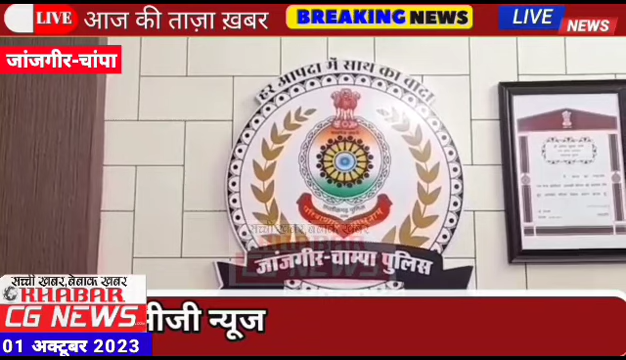 LIVE आज की ताज़ा ख़बर BREAKING NEWS LIVE NEWS
जांजगीर-चांपा
हर आपदा में साथ का वादा
जांजगीर-चाम्पा पुलिस
सच्ची ख़बर,बेबाक ख़बर
KHABAR
CG NEWS
ीजी न्यूज
01 अक्टूबर 2023